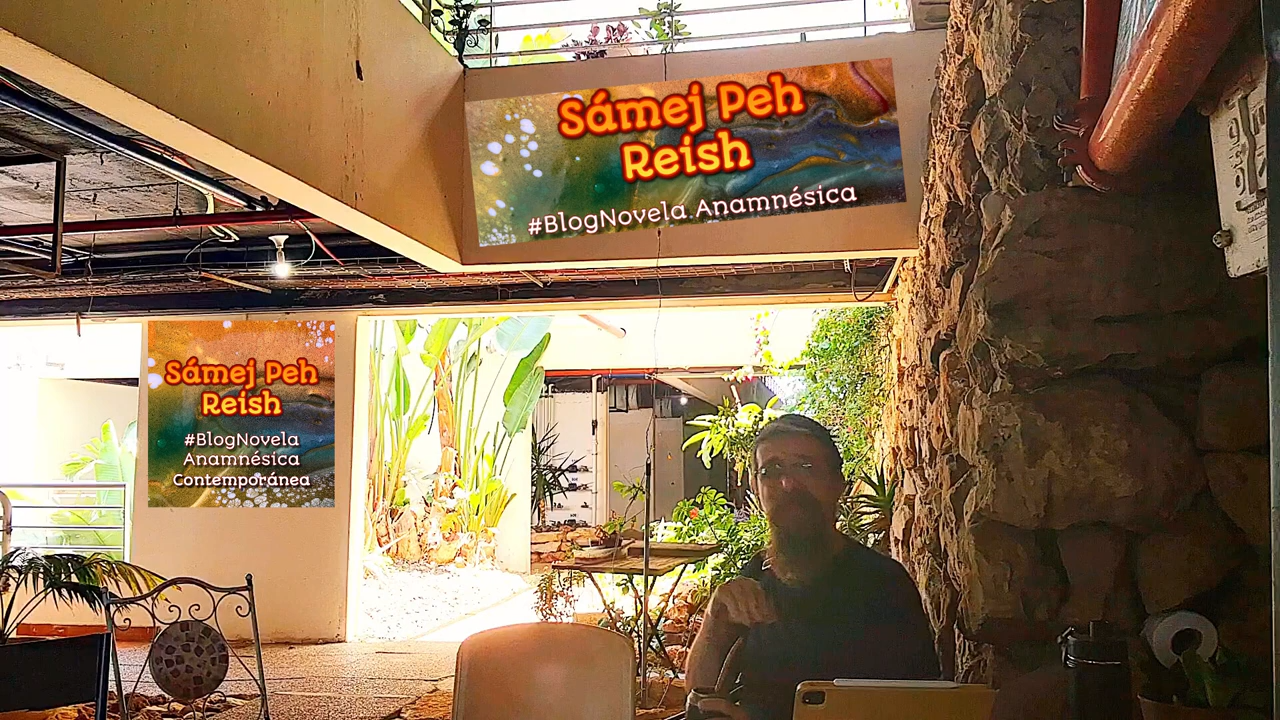 Sámej Peh
Reish
#BlogNovela Anamnésica
Sámej Peh
Reish
#BlogNovela
Anamnésica
Contemporánea